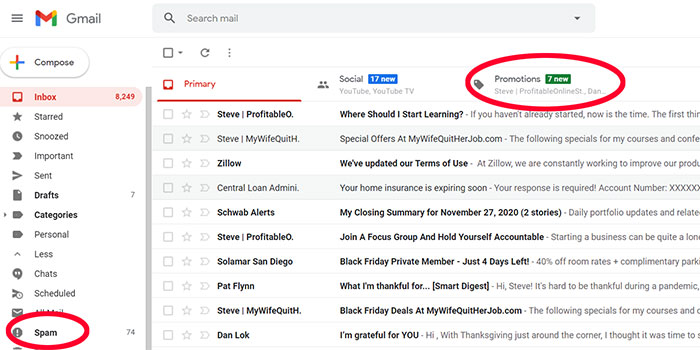 Gmail
Search mail
Compose
Inbox 8,249
Starred
Snoozed
Important
Sent
Drafts 7
Categories
Personal
Less
Chats
Scheduled
All Mail
Spam 74
Primary
Social 17 new
YouTube, YouTube TV
Promotions 7 new
Steve | ProfitableOnlineSt., Dan...
Steve | ProfitableO. Where Should I Start Learning? - If you haven't already started, now is the time. The first thin
Steve | MyWifeQuitH. Special Offers At MyWifeQuitHerJob.com - The following specials for my courses and confe
Zillow We've updated our Terms of Use - At Zillow, we are constantly working to improve our produ
Central Loan Admini. Your home insurance is expiring soon - Your response is required! Account Number: XXXXXX
Schwab Alerts My Closing Summary for November 27, 2020 (2 stories) - Daily portfolio updates and relate
Steve | ProfitableO. Join A Focus Group And Hold Yourself Accountable - Starting a business can be quite a lone
Solamar San Diego Black Friday Private Member - Just 4 Days Left! - 40% off room rates + complimentary parki
Pat Flynn What I'm thankful for... [Smart Digest] - Hi, Steve! It's hard to be thankful during a pandemic,
Steve | MyWifeQuitH. Black Friday Deals At MyWifeQuitHerJob.com - The following specials for my courses and co
Dan Lok I'm grateful for YOU - With Thanksgiving just around the corner, I thought it was time to s